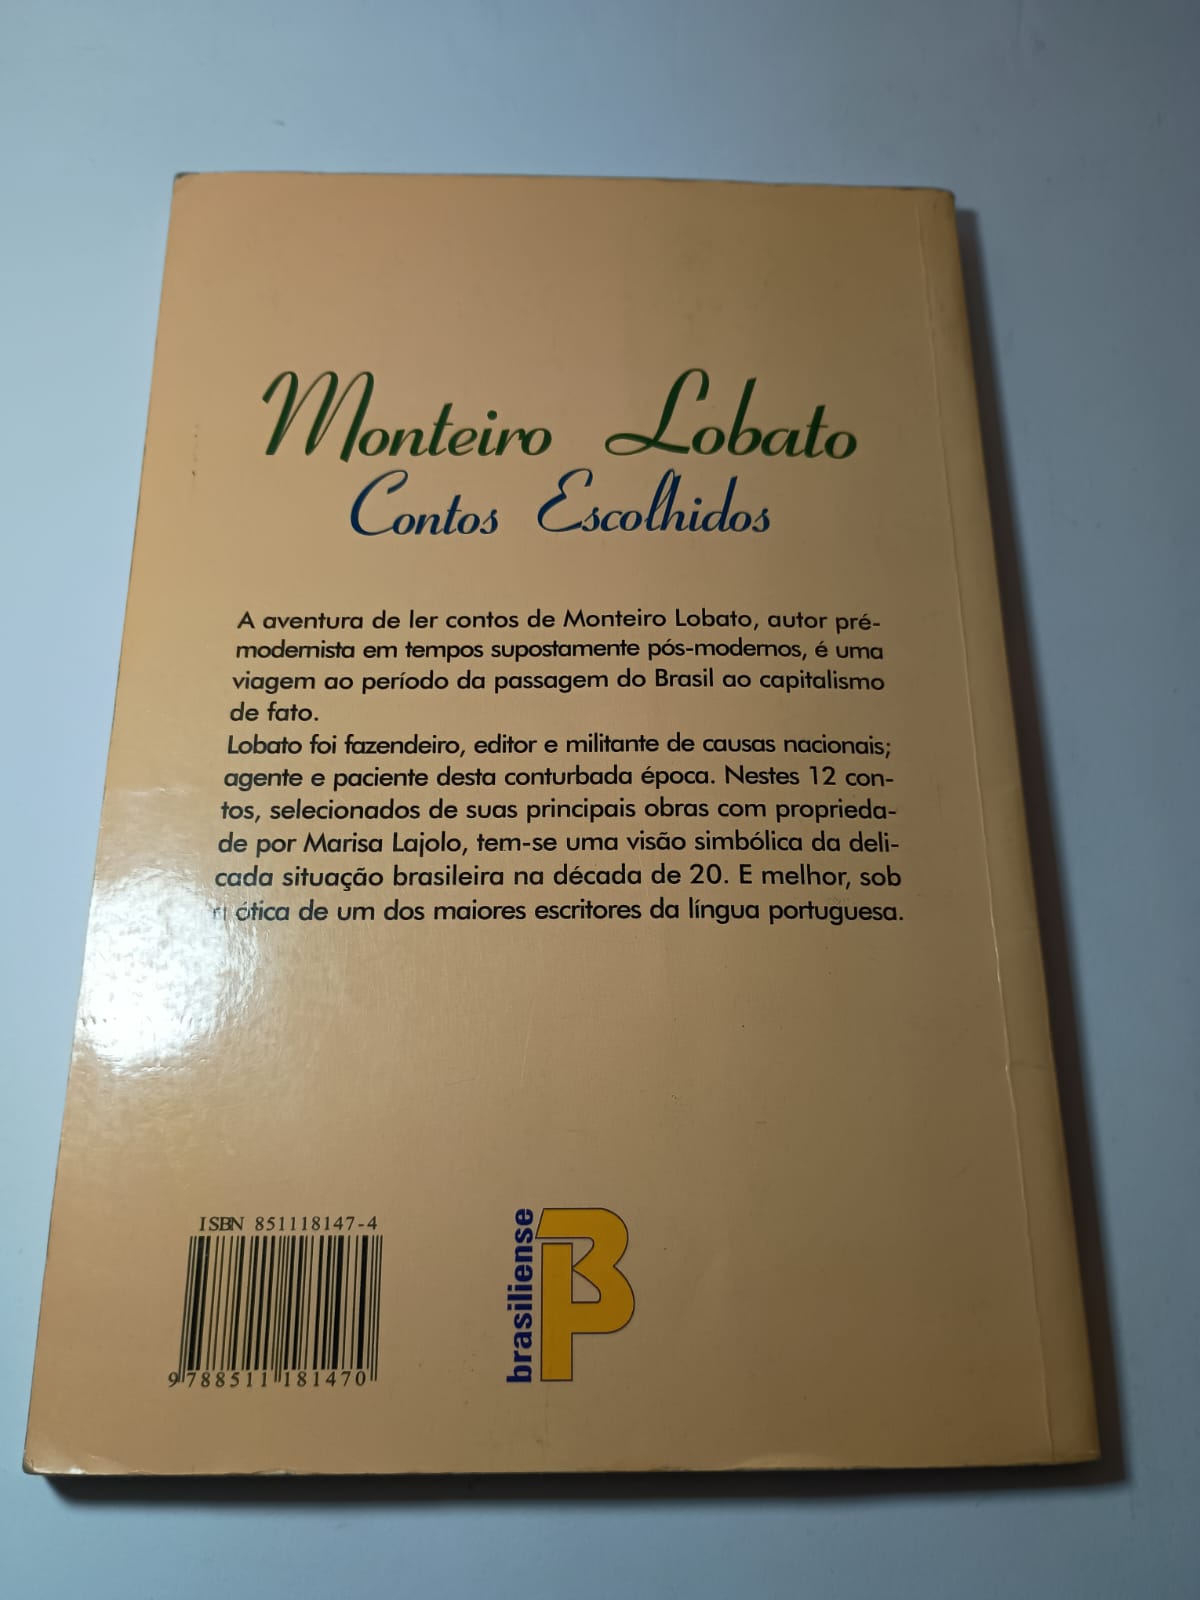 Monteiro Lobato
Contos Escolhidos
A aventura de ler contos de Monteiro Lobato, autor pré-
modernista em tempos supostamente pós-modernos, é uma
viagem ao período da passagem do Brasil ao capitalismo
de fato.
Lobato foi fazendeiro, editor e militante de causas nacionais;
agente e paciente desta conturbada época. Nestes 12 con-
tos, selecionados de suas principais obras com proprieda-
de por Marisa Lajolo, tem-se uma visão simbólica da deli-
cada situação brasileira na década de 20. E melhor, sob
a ótica de um dos maiores escritores da língua portuguesa.
ISBN 851118147-4
9 788511 181470
brasiliense